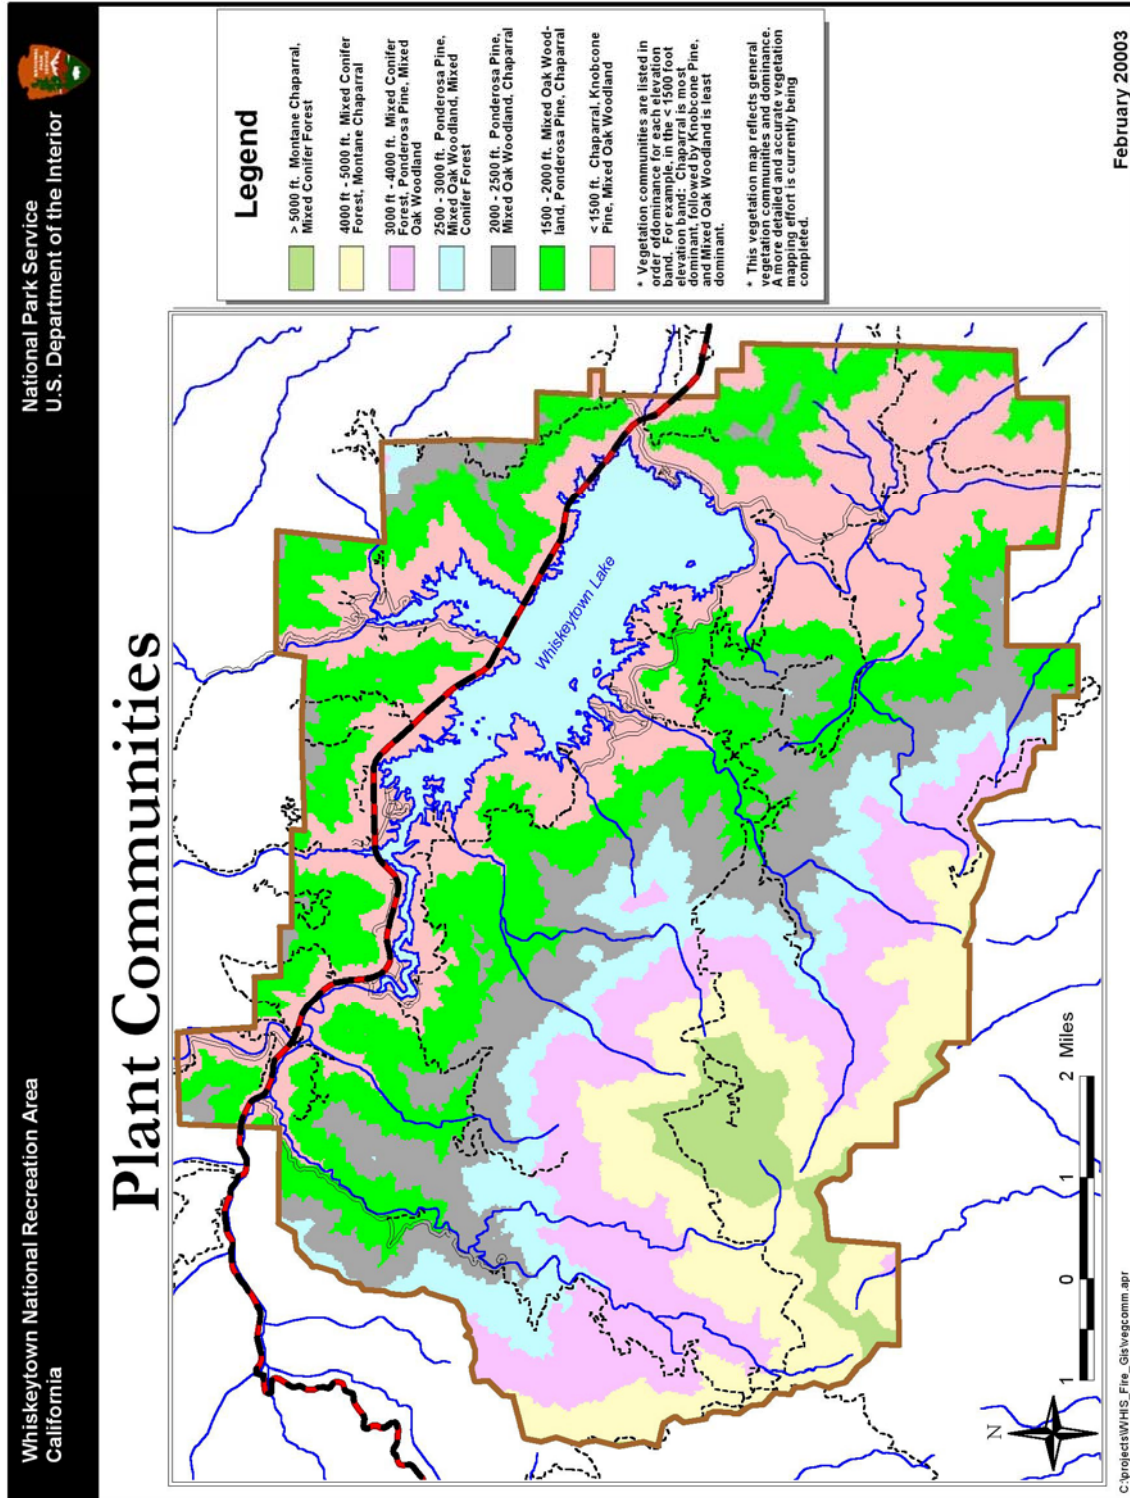 Whiskeytown National Recreation Area
California
National Park Service
U.S. Department of the Interior
Plant Communities
Legend
> 5000 ft.  Montane Chaparral,
Mixed Conifer Forest
4000 ft - 5000 ft.  Mixed Conifer
Forest, Montane Chaparral
3000 ft - 4000 ft.  Mixed Conifer
Forest, Ponderosa Pine, Mixed
Oak Woodland
2500 - 3000 ft.  Ponderosa Pine,
Mixed Oak Woodland, Mixed
Conifer Forest
2000 - 2500 ft.  Ponderosa Pine,
Mixed Oak Woodland, Chaparral
1500 - 2000 ft.  Mixed Oak Wood-
land, Ponderosa Pine, Chaparral
< 1500 ft.  Chaparral, Knobcone
Pine, Mixed Oak Woodland
* Vegetation communities are listed in
order ofdominance for each elevation
band.  For example, in the < 1500 foot
elevation band:  Chaparral is most
dominant, followed by Knobcone Pine,
and Mixed Oak Woodland is least
dominant.
* This vegetation map reflects general
vegetation communities and dominance.
A more detailed and accurate vegetation
mapping effort is currently being
completed.
Whiskeytown Lake
N
1 0 1 2 Miles
C:\projects\WHIS_Fire_Gis\vegcomm.apr
February 20003